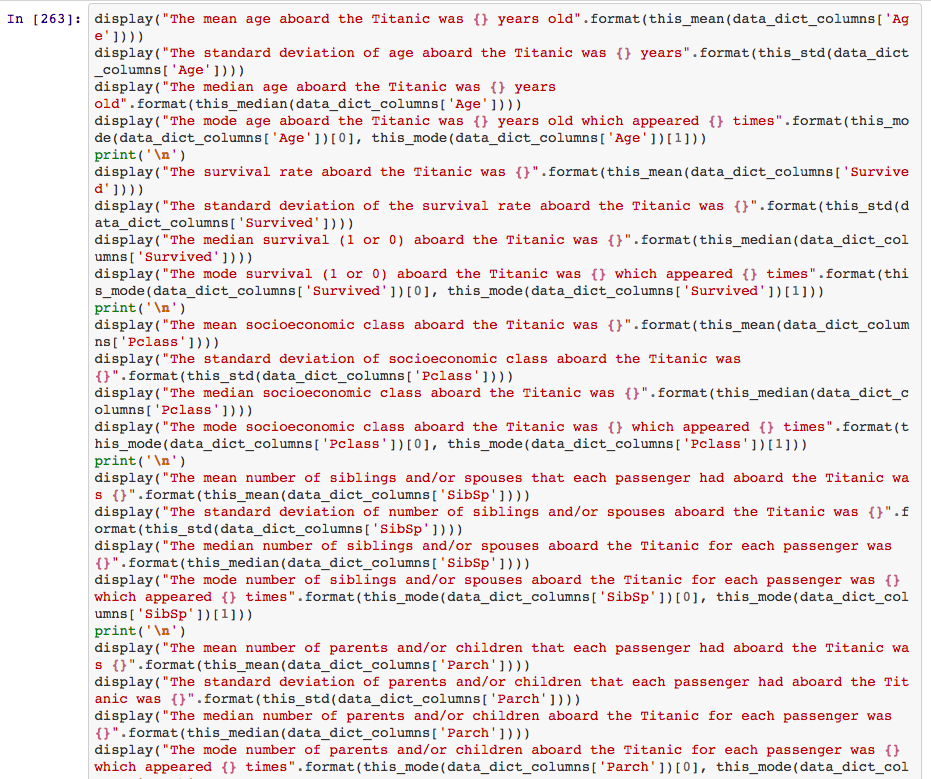 In [263]: display("The mean age aboard the Titanic was {} years old".format(this_mean(data_dict_columns['Ag
e'])))
display("The standard deviation of age aboard the Titanic was {} years".format(this_std(data_dict
_columns['Age'])))
display("The median age aboard the Titanic was {} years
old".format(this_median(data_dict_columns['Age'])))
display("The mode age aboard the Titanic was {} years old which appeared {} times".format(this_mo
de(data_dict_columns['Age'])[0], this_mode(data_dict_columns['Age'])[1]))
print('\n')
display("The survival rate aboard the Titanic was {}".format(this_mean(data_dict_columns['Survive
d'])))
display("The standard deviation of the survival rate aboard the Titanic was {}".format(this_std(d
ata_dict_columns['Survived'])))
display("The median survival (1 or 0) aboard the Titanic was {}".format(this_median(data_dict_col
umns['Survived'])))
display("The mode survival (1 or 0) aboard the Titanic was {} which appeared {} times".format(thi
s_mode(data_dict_columns['Survived'])[0], this_mode(data_dict_columns['Survived'])[1]))
print('\n')
display("The mean socioeconomic class aboard the Titanic was {}".format(this_mean(data_dict_colum
ns['Pclass'])))
display("The standard deviation of socioeconomic class aboard the Titanic was
{}".format(this_std(data_dict_columns['Pclass'])))
display("The median socioeconomic class aboard the Titanic was {}".format(this_median(data_dict_c
olumns['Pclass'])))
display("The mode socioeconomic class aboard the Titanic was {} which appeared {} times".format(t
his_mode(data_dict_columns['Pclass'])[0], this_mode(data_dict_columns['Pclass'])[1]))
print('\n')
display("The mean number of siblings and/or spouses that each passenger had aboard the Titanic wa
s {}".format(this_mean(data_dict_columns['SibSp'])))
display("The standard deviation of number of siblings and/or spouses aboard the Titanic was {}".f
ormat(this_std(data_dict_columns['SibSp'])))
display("The median number of siblings and/or spouses aboard the Titanic for each passenger was
{}".format(this_median(data_dict_columns['SibSp'])))
display("The mode number of siblings and/or spouses aboard the Titanic for each passenger was {}
which appeared {} times".format(this_mode(data_dict_columns['SibSp'])[0], this_mode(data_dict_col
umns['SibSp'])[1]))
print('\n')
display("The mean number of parents and/or children that each passenger had aboard the Titanic wa
s {}".format(this_mean(data_dict_columns['Parch'])))
display("The standard deviation of parents and/or children that each passenger had aboard the Tit
anic was {}".format(this_std(data_dict_columns['Parch'])))
display("The median number of parents and/or children aboard the Titanic for each passenger was
{}".format(this_median(data_dict_columns['Parch'])))
display("The mode number of parents and/or children aboard the Titanic for each passenger was {}
which appeared {} times".format(this_mode(data_dict_columns['Parch'])[0], this_mode(data_dict_col